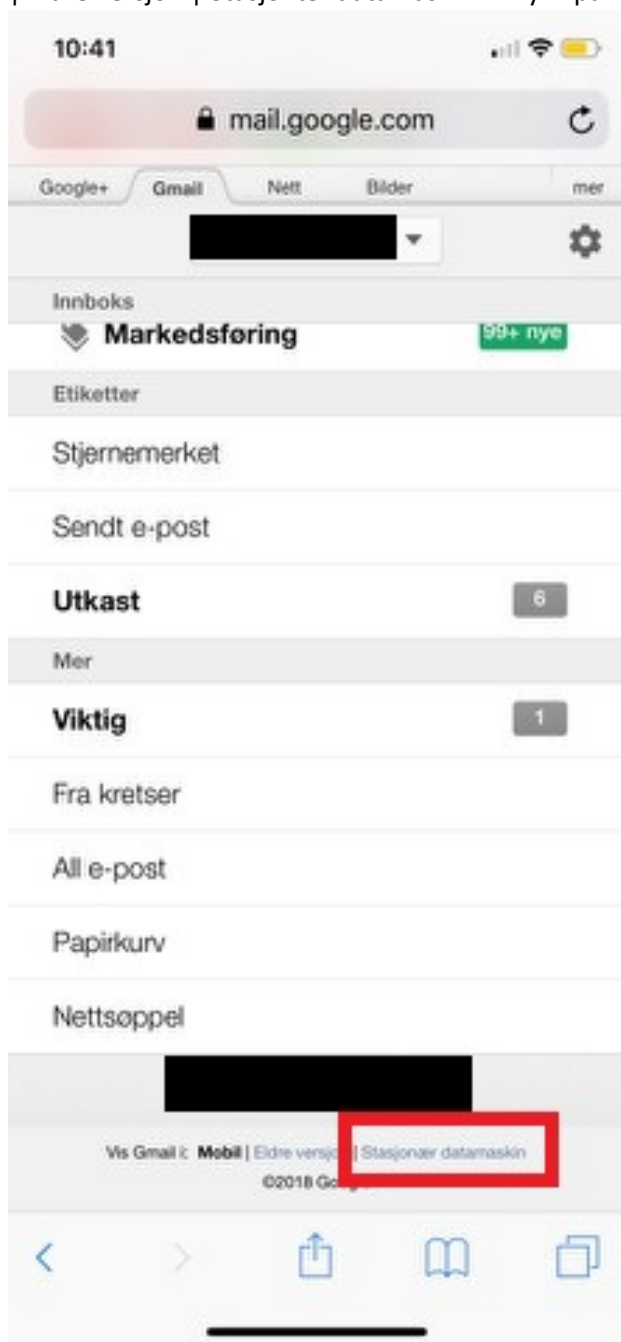 10:41
mail.google.com
Google+ Gmail Nett Bilder mer
Innboks
Markedsføring 99+ nye
Etiketter
Stjernemerket
Sendt e-post
Utkast 6
Mer
Viktig 1
Fra kretser
All e-post
Papirkurv
Nettsøppel
Vis Gmail i: Mobil | Eldre versjo | Stasjonær datamaskin
©2018 Go